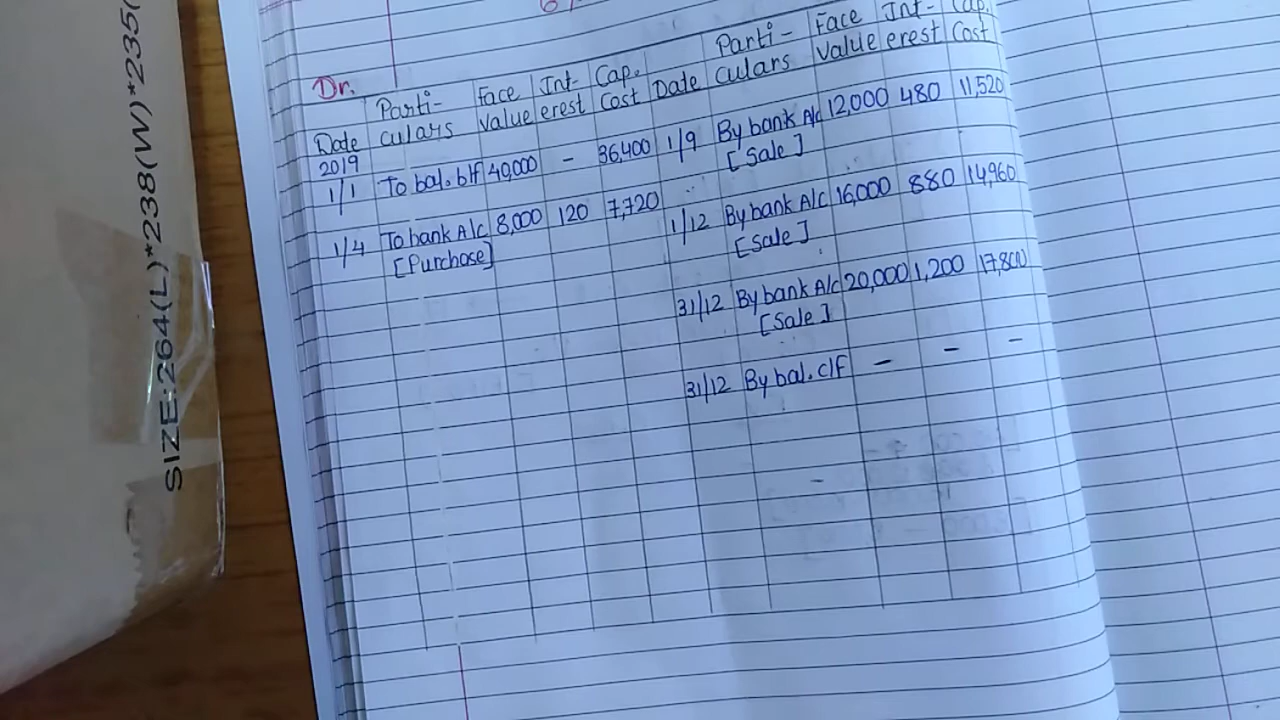 SIZE:264(L)*238(W)*235(
Dr.
Date Parti- culars Face value Int- erest Cap. Cost Date Parti- culars Face value Int- erest Cap. Cost
2019
1/1 To bal. b/f 40,000 - 36,400 1/9 By bank A/c 12,000 480 11,520
[Sale]
1/4 To bank A/c 8,000 120 7,720 1/12 By bank A/c 16,000 880 14,960
[Purchase] [Sale]
31/12 By bank A/c 20,000 1,200 17,800
[Sale]
31/12 By bal. c/f - - -